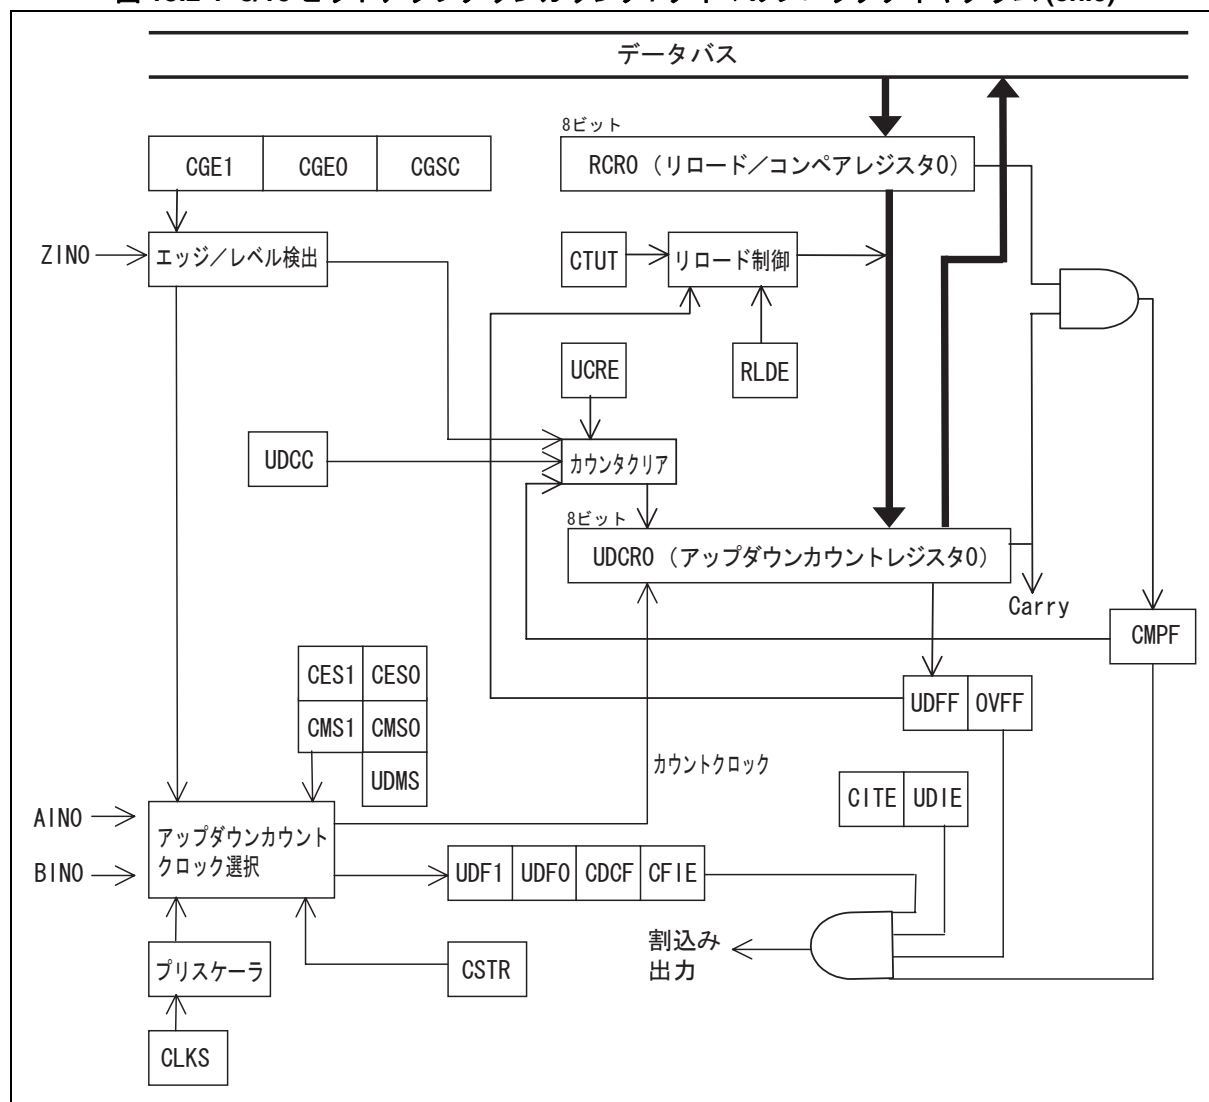 データバス
8ビット
CGE1 CGE0 CGSC
RCR0（リロード／コンペアレジスタ0）
ZIN0
エッジ／レベル検出
CTUT
リロード制御
UCRE
RLDE
UDCC
カウンタクリア
8ビット
UDCR0（アップダウンカウントレジスタ0）
Carry
CMPF
CES1 CES0
CMS1 CMS0
UDMS
UDFF OVFF
カウントクロック
CITE UDIE
AIN0
BIN0
アップダウンカウント
クロック選択
UDF1 UDF0 CDCF CFIE
割込み
出力
プリスケーラ
CSTR
CLKS